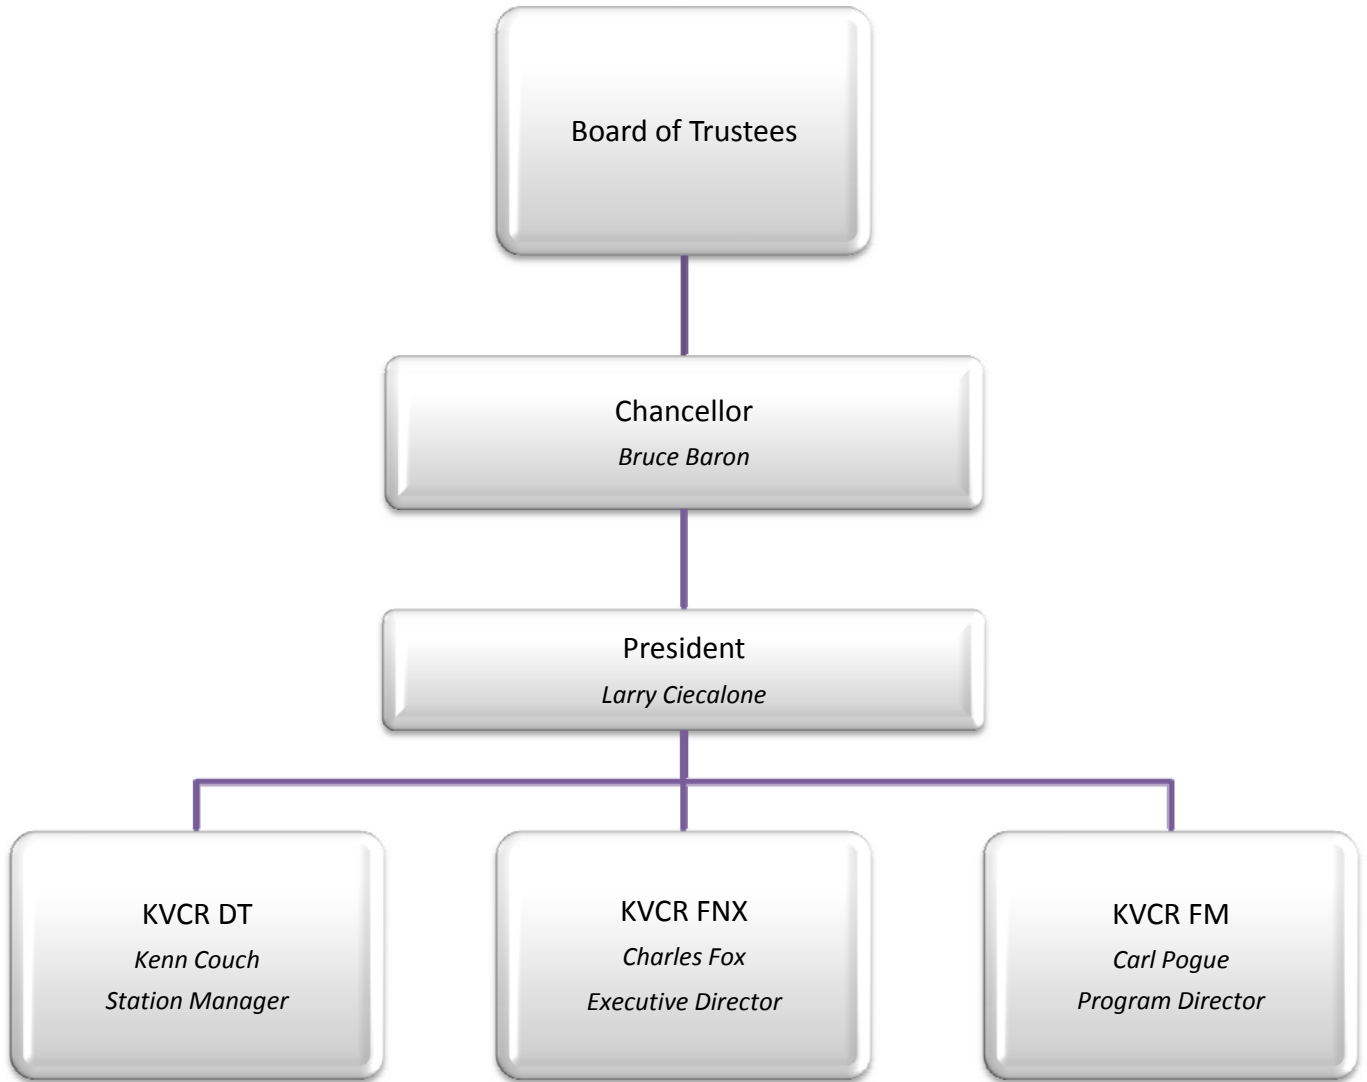 Board of Trustees
Chancellor
Bruce Baron
President
Larry Ciecalone
KVCR DT
Kenn Couch
Station Manager
KVCR FNX
Charles Fox
Executive Director
KVCR FM
Carl Pogue
Program Director